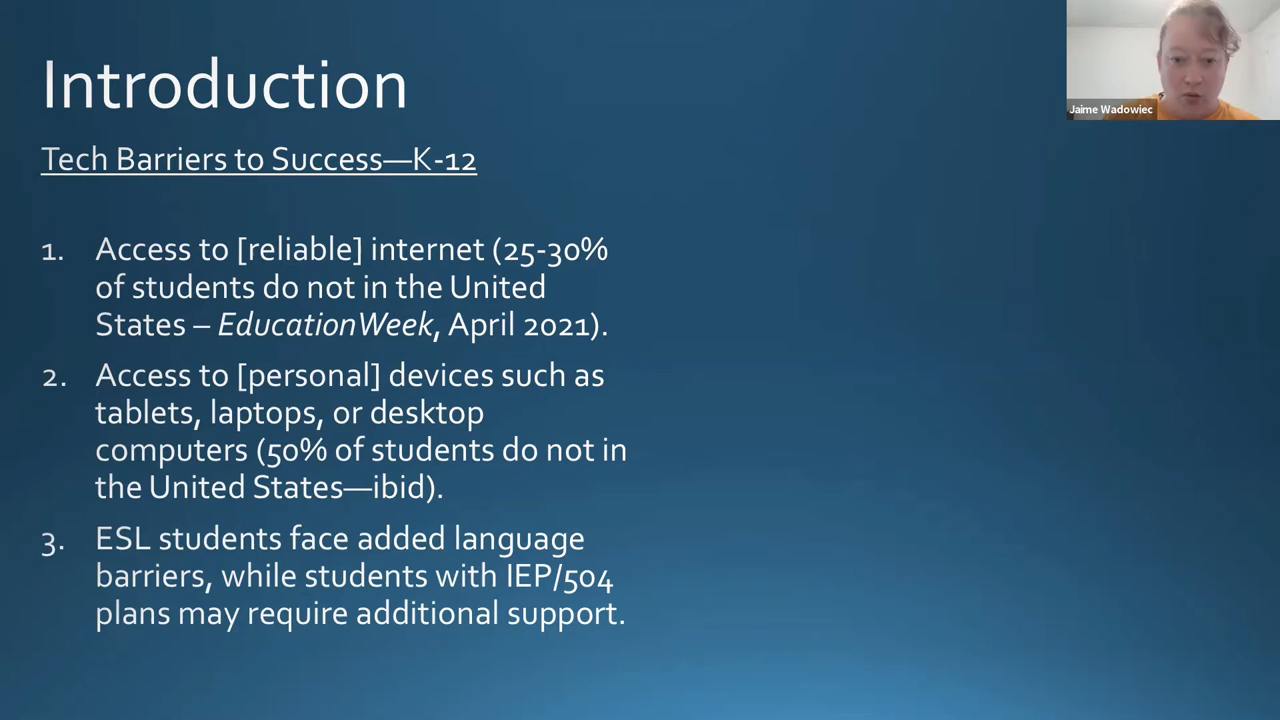 Introduction
Jaime Wadowiec
Tech Barriers to Success—K-12
1. Access to [reliable] internet (25-30%
of students do not in the United
States – EducationWeek, April 2021).
2. Access to [personal] devices such as
tablets, laptops, or desktop
computers (50% of students do not in
the United States—ibid).
3. ESL students face added language
barriers, while students with IEP/504
plans may require additional support.